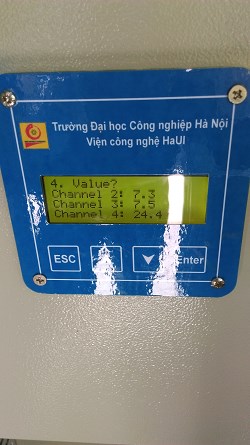 Trường Đại học Công nghiệp Hà Nội
Viện công nghệ HaUI
4. Value?
Channel 2: 7.3
Channel 3: 7.5
Channel 4: 24.4
ESC
Enter